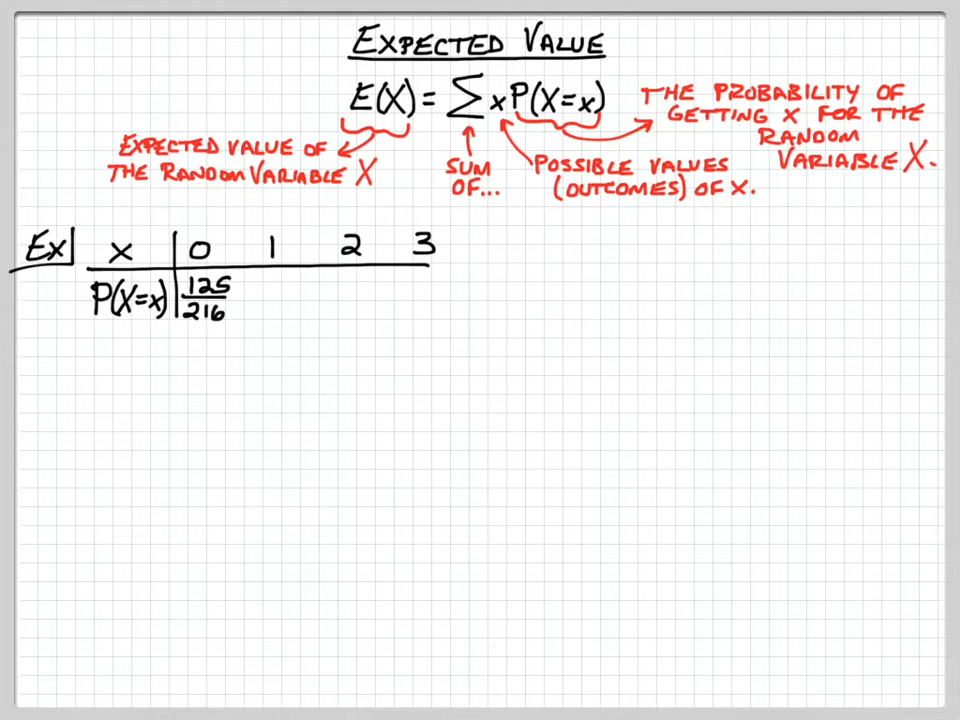 EXPECTED VALUE
E(X) = ∑ x P(X=x)
THE PROBABILITY OF
GETTING X FOR THE
RANDOM
VARIABLE X.
EXPECTED VALUE OF
THE RANDOM VARIABLE X
SUM
OF...
POSSIBLE VALUES
(OUTCOMES) OF X.
Ex| x | 0 1 2 3
P(X=x) | 125/216